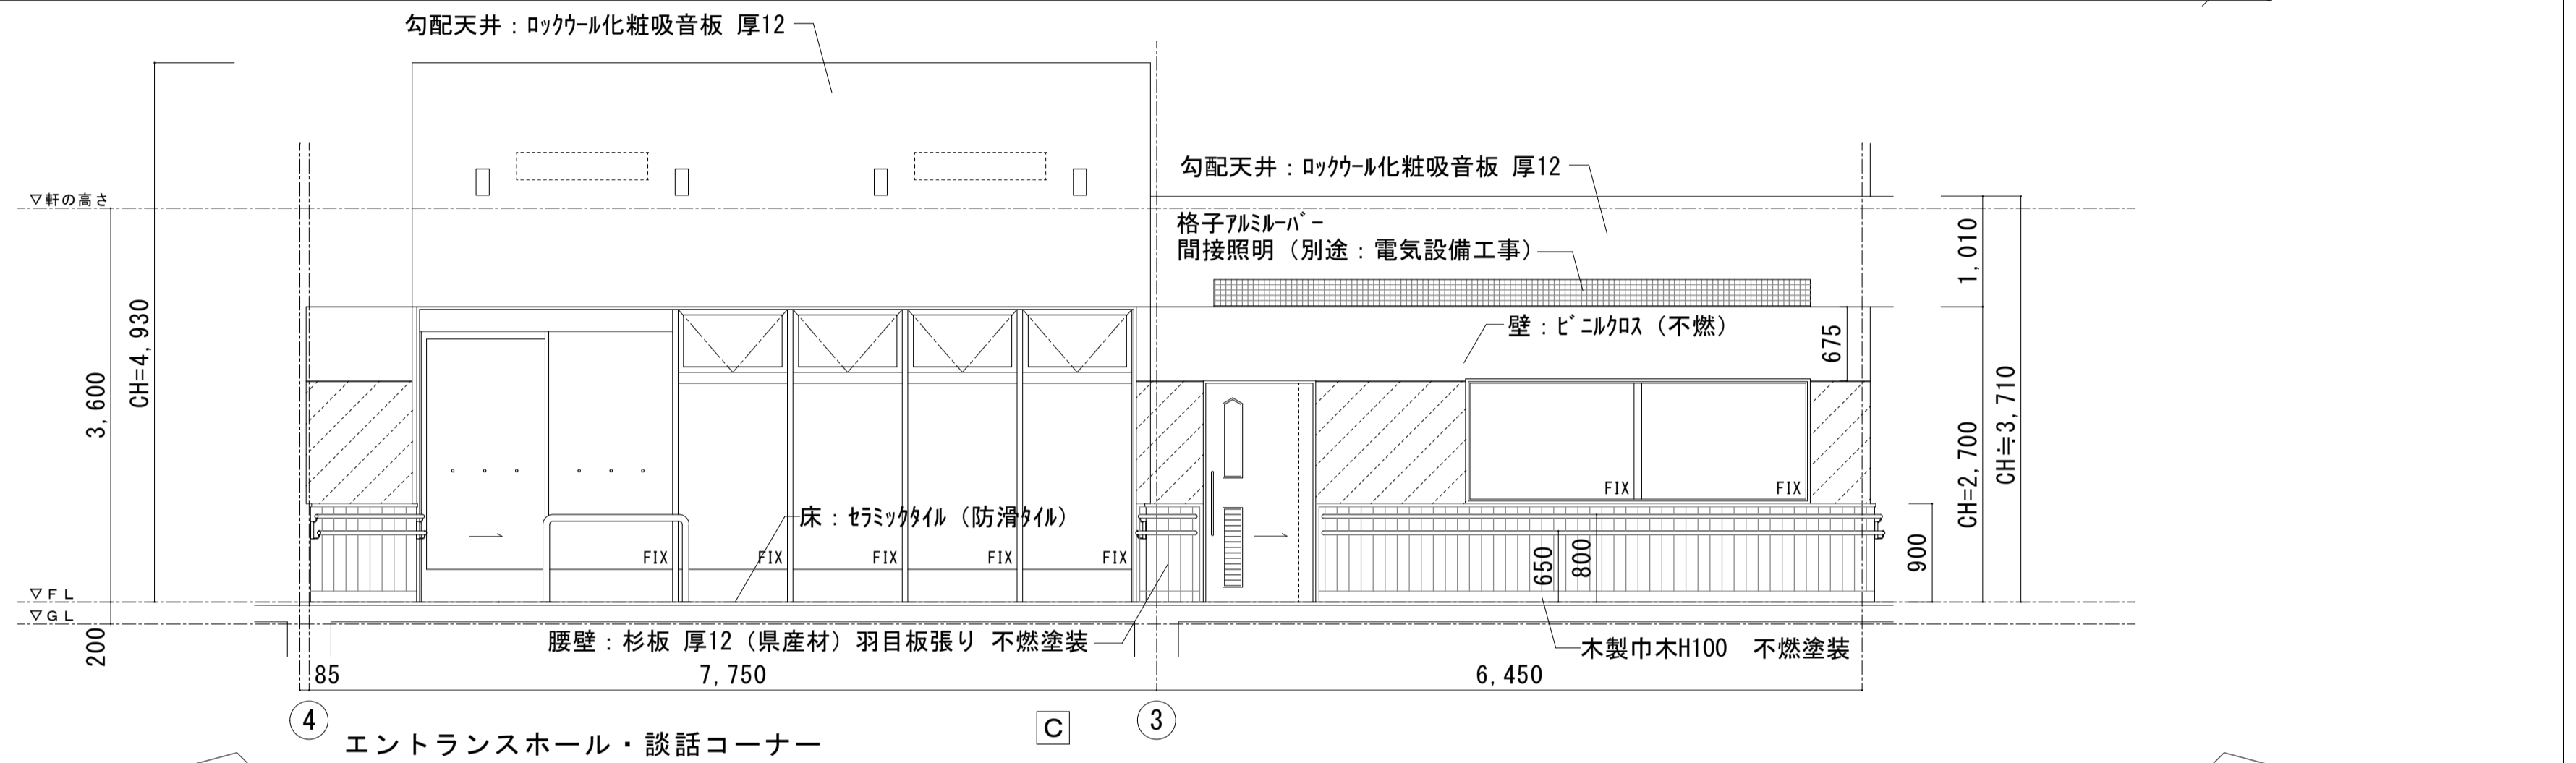 勾配天井：ﾛｯｸｳｰﾙ化粧吸音板 厚12
勾配天井：ﾛｯｸｳｰﾙ化粧吸音板 厚12
▽軒の高さ
格子ｱﾙﾐﾙｰﾊﾞｰ
間接照明（別途：電気設備工事）
1,010
CH=4,930
3,600
壁：ﾋﾞﾆﾙｸﾛｽ（不燃）
675
CH≒3,710
CH=2,700
FIX
FIX
床：ｾﾗﾐｯｸﾀｲﾙ（防滑ﾀｲﾙ）
FIX
FIX
FIX
FIX
FIX
650
800
900
▽ＦＬ
▽ＧＬ
200
腰壁：杉板 厚12（県産材）羽目板張り 不燃塗装
木製巾木H100 不燃塗装
85
7,750
6,450
4
C
3
エントランスホール・談話コーナー